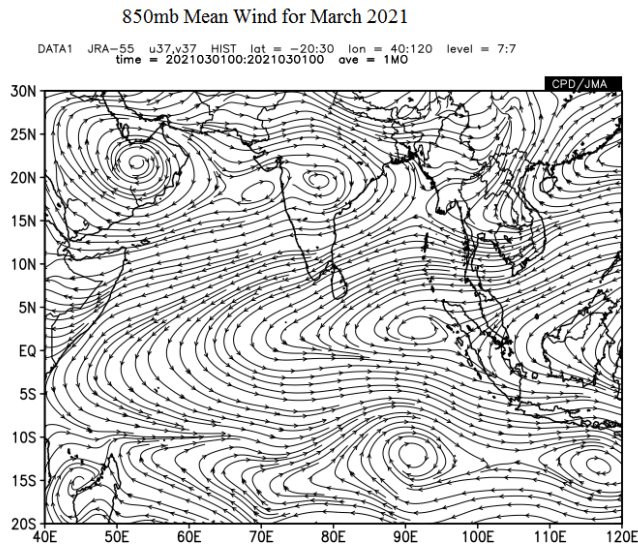 850mb Mean Wind for March 2021
DATA1 JRA-55 u37,v37 HIST lat = -20:30 lon = 40:120 level = 7:7
time = 2021030100:2021030100 ave = 1MO
CPD/JMA
30N
25N
20N
15N
10N
5N
EQ
5S
10S
15S
20S
40E 50E 60E 70E 80E 90E 100E 110E 120E